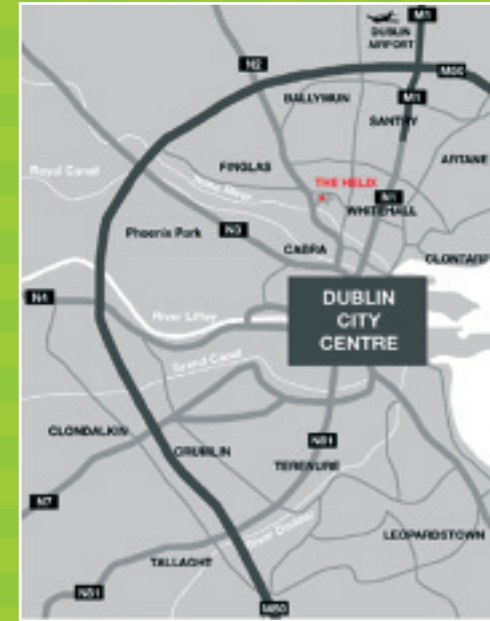 M1
DUBLIN
AIRPORT
N2
M50
BALLYMUN
M1
SANTRY
ARTANE
FINGLAS
Royal Canal
Tolka River
THE HELIX
N1
WHITEHALL
Phoenix Park
N3
CABRA
CLONTARF
N4
River Liffey
DUBLIN
CITY
CENTRE
Grand Canal
CLONDALKIN
CRUMLIN
N81
TERENURE
N7
River Dodder
LEOPARDSTOWN
TALLAGHT
N81
M50